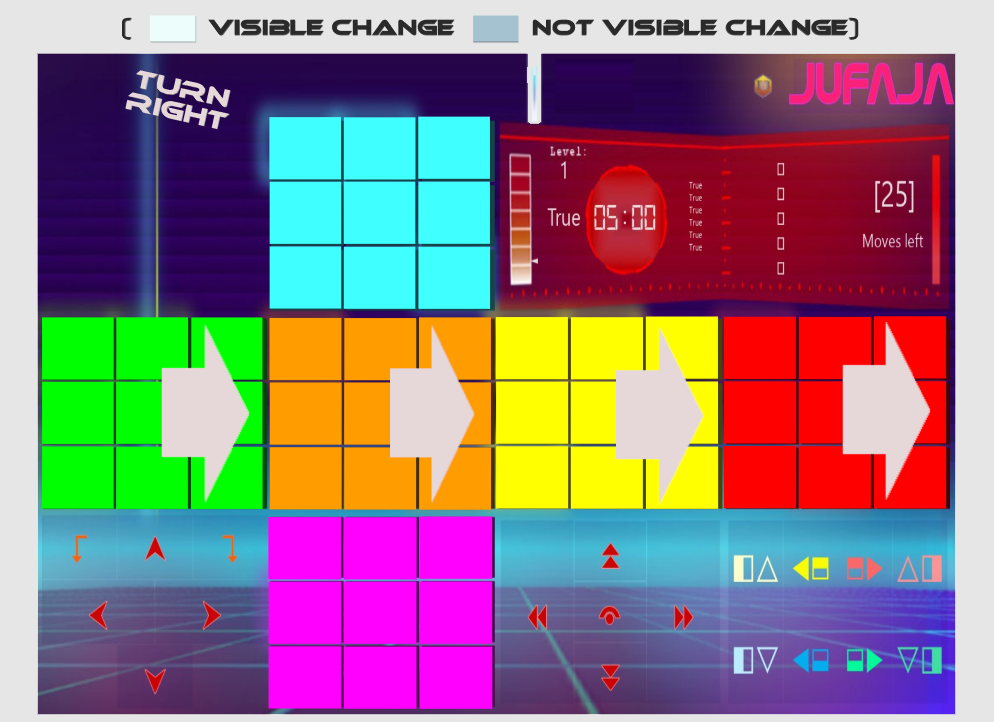 ( VISIBLE CHANGE NOT VISIBLE CHANGE)
TURN
RIGHT
JUFAJA
Level:
1
True
05:00
True
True
True
True
True
True
[25]
Moves left